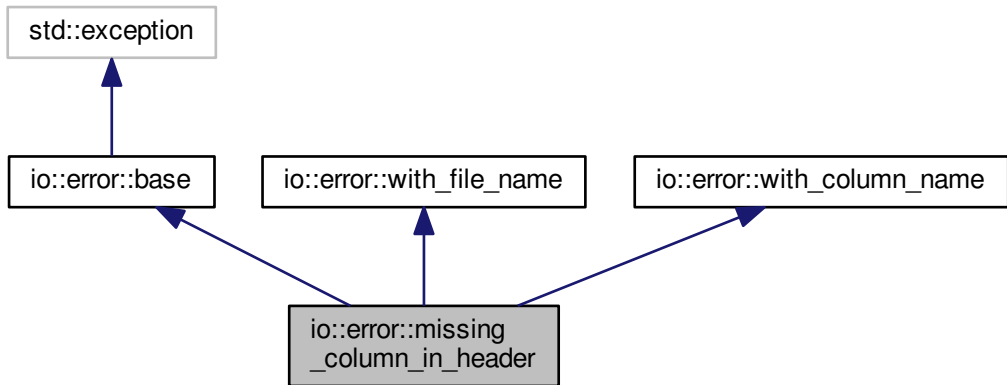 std::exception
io::error::base
io::error::with_file_name
io::error::with_column_name
io::error::missing
_column_in_header